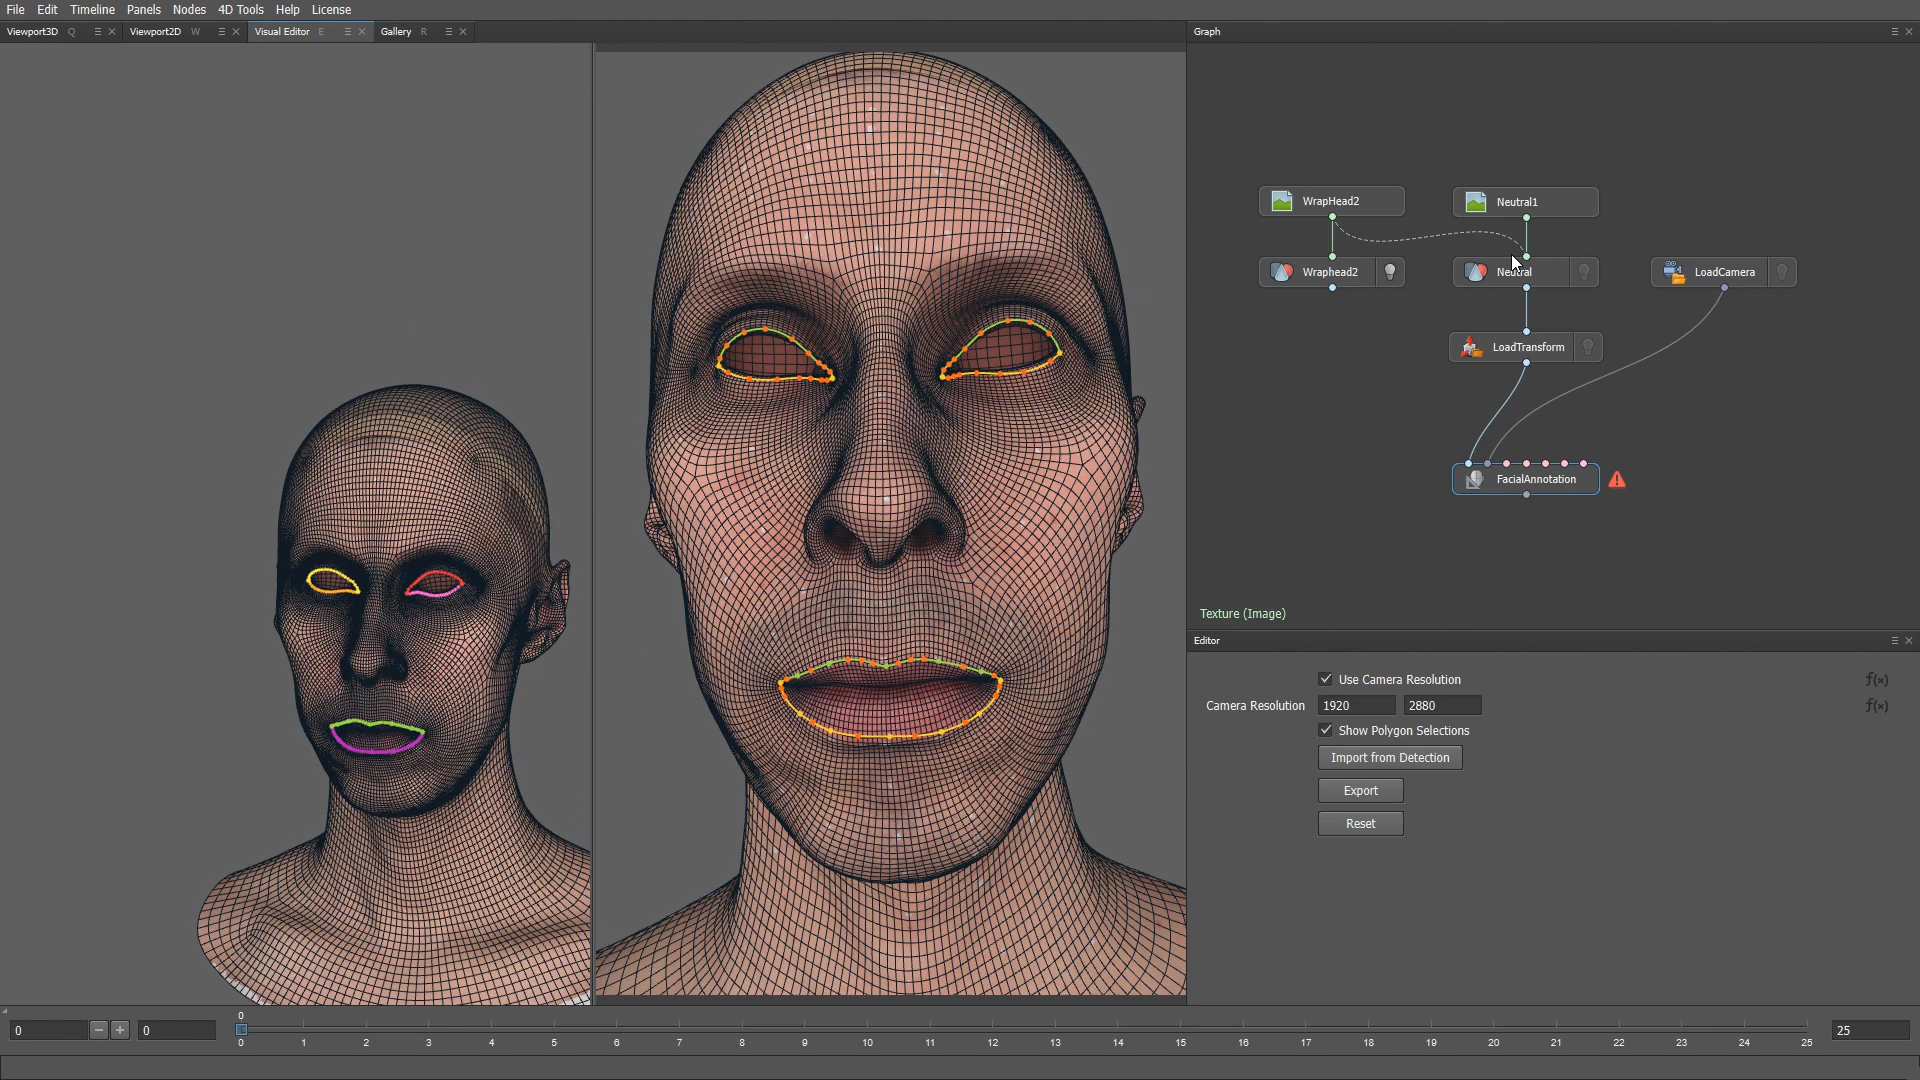 File Edit Timeline Panels Nodes 4D Tools Help License
Viewport3D Q Viewport2D W Visual Editor E Gallery R
Graph
WrapHead2
Neutral1
Wraphead2
Neutral
LoadCamera
LoadTransform
FacialAnnotation
Texture (Image)
Editor
Use Camera Resolution
f(×)
Camera Resolution 1920 2880
f(×)
Show Polygon Selections
Import from Detection
Export
Reset
0
0 − + 0
25
0 1 2 3 4 5 6 7 8 9 10 11 12 13 14 15 16 17 18 19 20 21 22 23 24 25